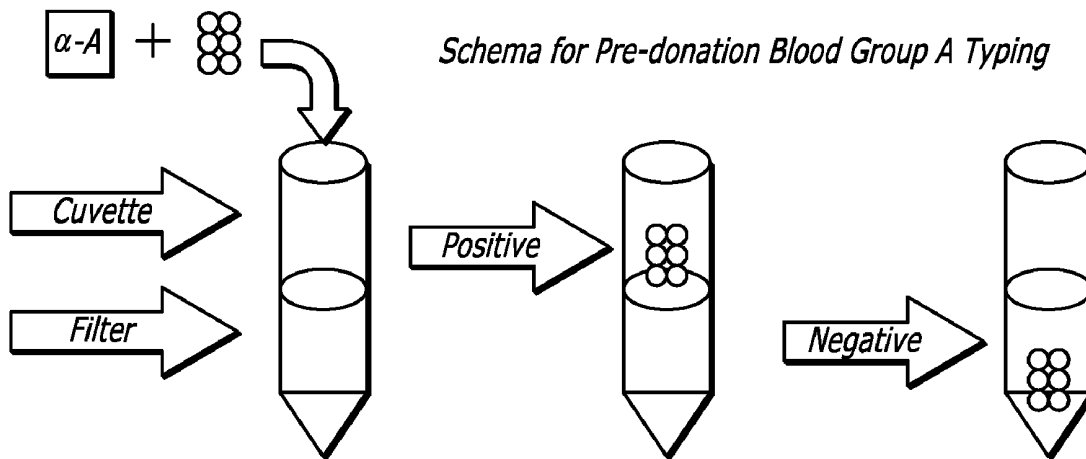 α-A +
Schema for Pre-donation Blood Group A Typing
Cuvette
Positive
Filter
Negative